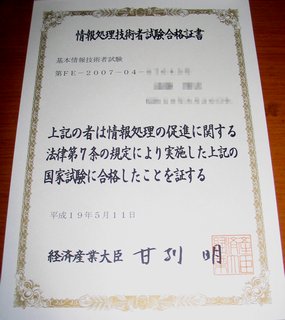 情報処理技術者試験合格証書
基本情報技術者試験
第FE-2007-04-
上記の者は情報処理の促進に関する
法律第7条の規定により実施した上記の
国家試験に合格したことを証する
平成19年5月11日
経済産業大臣 甘利 明